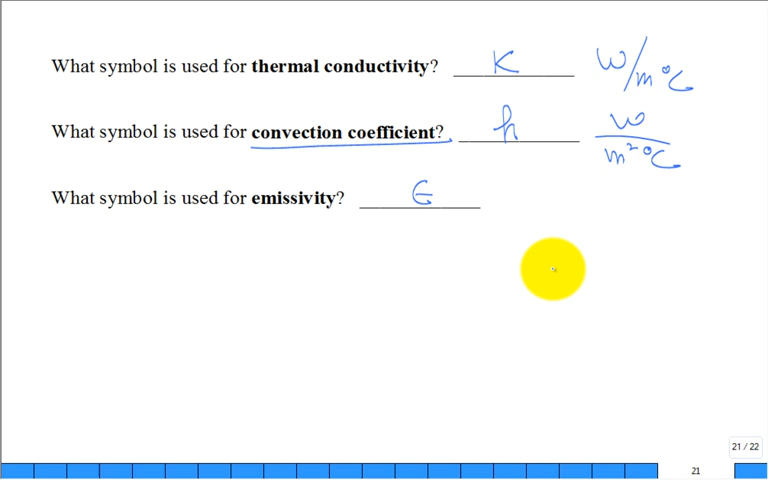 What symbol is used for thermal conductivity? K W/m°C
What symbol is used for convection coefficient? h W/m²°C
What symbol is used for emissivity? ϵ
21 / 22
21